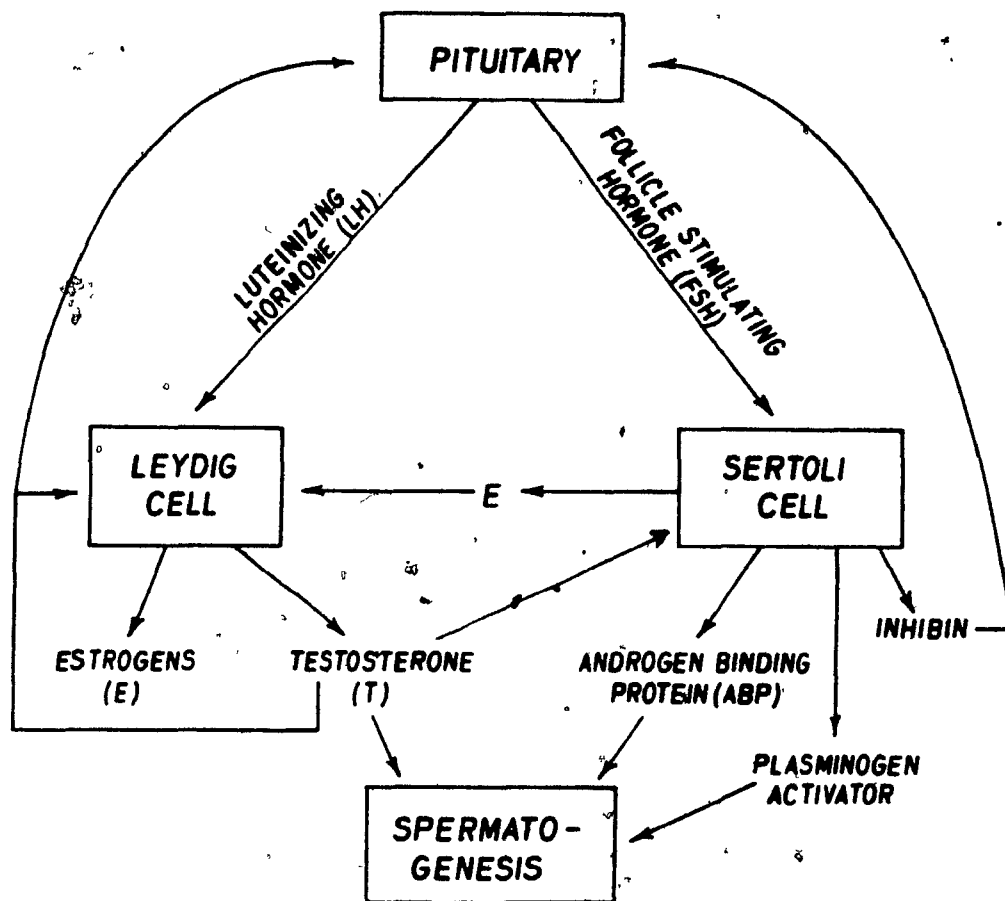 PITUITARY
LUTEINIZING
HORMONE (LH)
FOLLICLE STIMULATING
HORMONE (FSH)
LEYDIG
CELL
E
SERTOLI
CELL
ESTROGENS
(E)
TESTOSTERONE
(T)
ANDROGEN BINDING
PROTEIN (ABP)
INHIBIN
PLASMINOGEN
ACTIVATOR
SPERMATO-
GENESIS